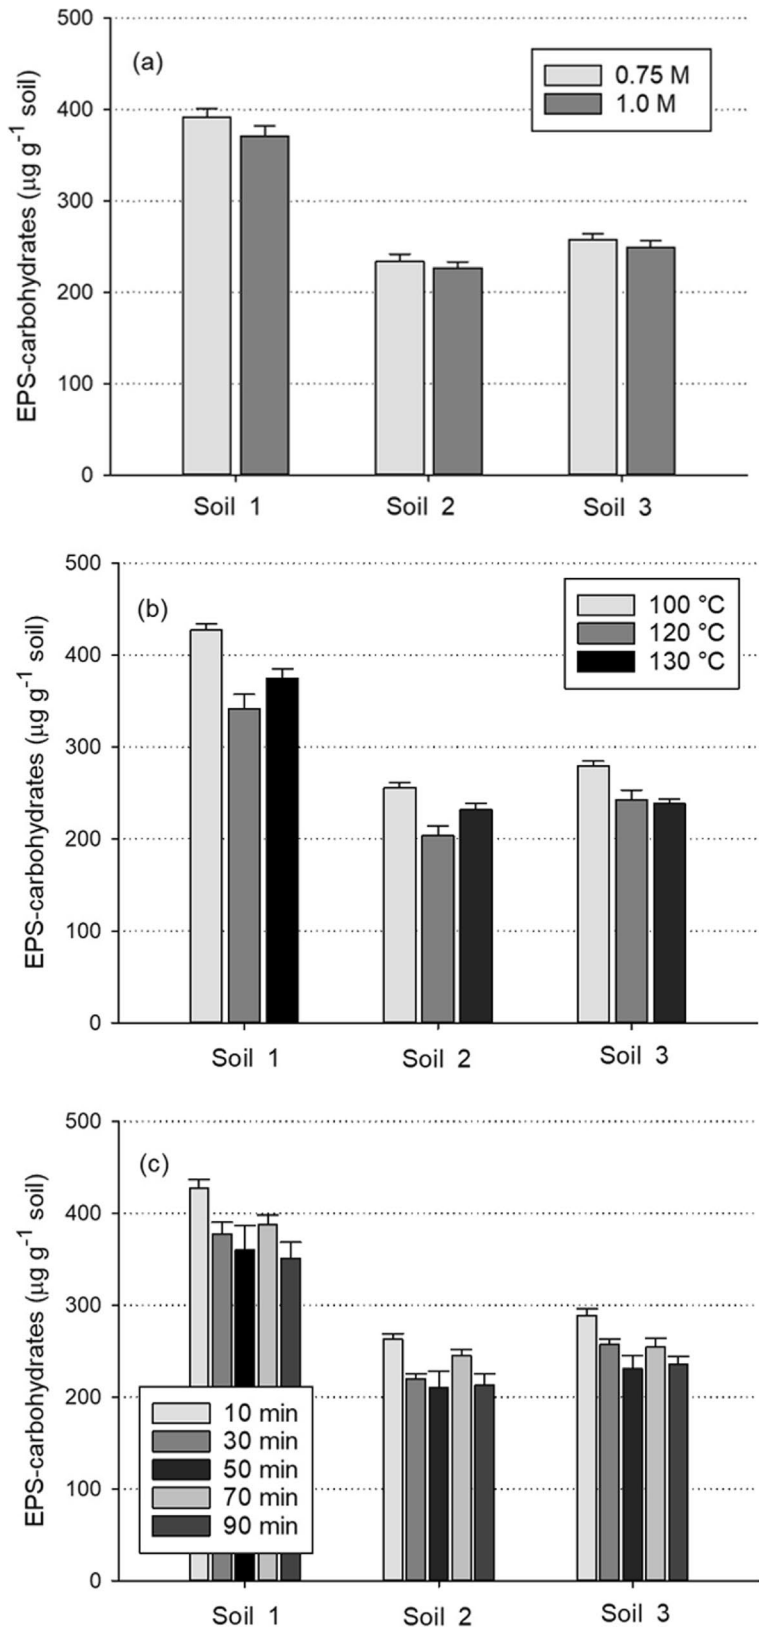 500
(a)
0.75 M
1.0 M
400
300
200
100
0
EPS-carbohydrates (µg g⁻¹ soil)
Soil 1 Soil 2 Soil 3
500
(b)
100 °C
120 °C
130 °C
400
300
200
100
0
EPS-carbohydrates (µg g⁻¹ soil)
Soil 1 Soil 2 Soil 3
500
(c)
400
300
200
100
0
EPS-carbohydrates (µg g⁻¹ soil)
10 min
30 min
50 min
70 min
90 min
Soil 1 Soil 2 Soil 3